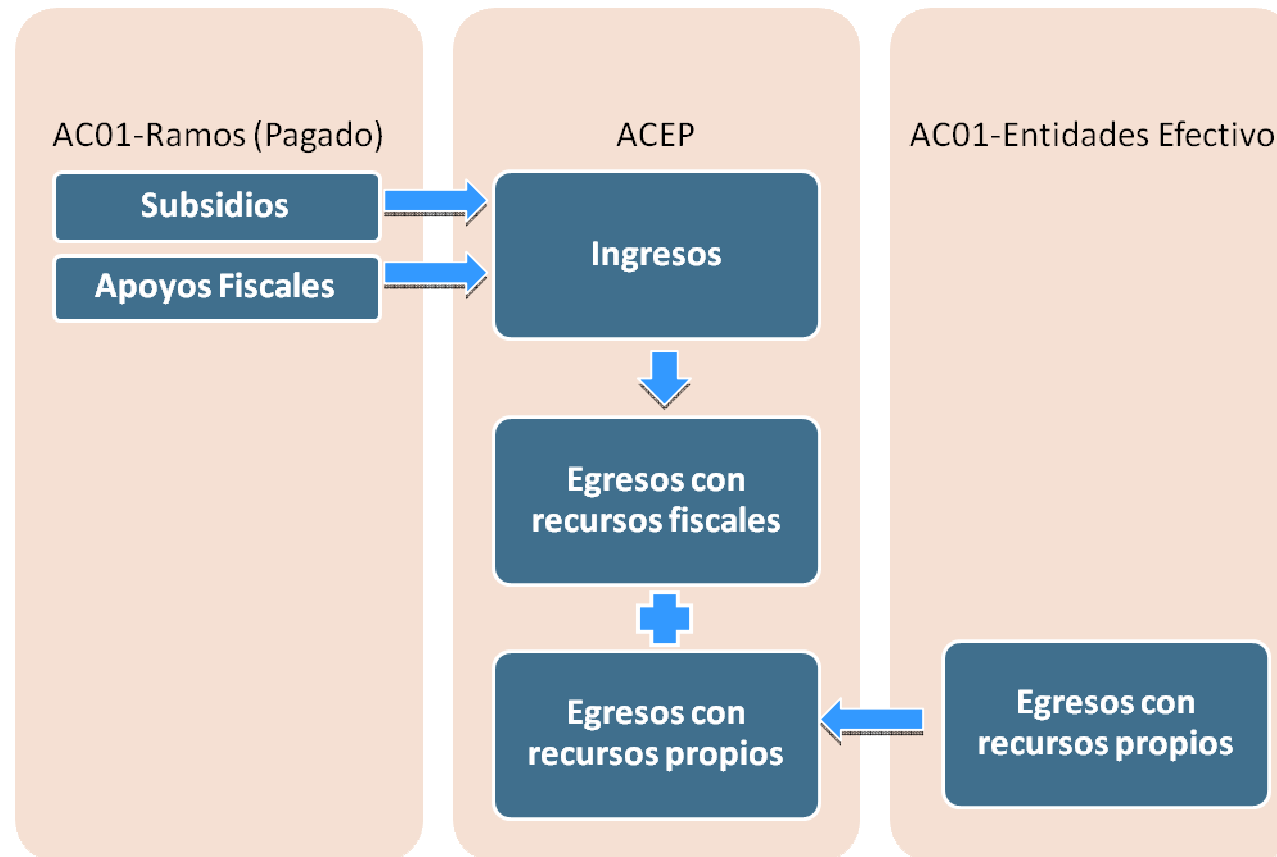 AC01-Ramos (Pagado)
Subsidios
Apoyos Fiscales
ACEP
Ingresos
Egresos con
recursos fiscales
Egresos con
recursos propios
AC01-Entidades Efectivo
Egresos con
recursos propios